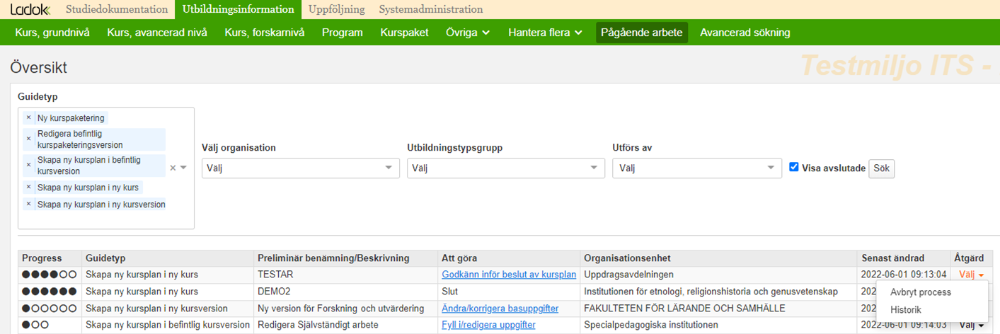 Ladok Studiedokumentation Utbildningsinformation Uppföljning Systemadministration
Kurs, grundnivå Kurs, avancerad nivå Kurs, forskarnivå Program Kurspaket Övriga Hantera flera Pågående arbete Avancerad sökning
Översikt
Testmiljo ITS -
Guidetyp
× Ny kurspaketering
× Redigera befintlig
kurspaketeringsversion
× Skapa ny kursplan i befintlig
kursversion
× Skapa ny kursplan i ny kurs
× Skapa ny kursplan i ny kursversion
×
Välj organisation
Välj
Utbildningstypsgrupp
Välj
Utförs av
Välj
Visa avslutade Sök
Progress Guidetyp Preliminär benämning/Beskrivning Att göra Organisationsenhet Senast ändrad Åtgärd
Skapa ny kursplan i ny kurs TESTAR Godkänn inför beslut av kursplan Uppdragsavdelningen 2022-06-01 09:13:04 Välj
Skapa ny kursplan i ny kurs DEMO2 Slut Institutionen för etnologi, religionshistoria och genusvetenskap 202
Avbryt process
Skapa ny kursplan i ny kursversion Ny version för Forskning och utvärdering Ändra/korrigera basuppgifter FAKULTETEN FÖR LÄRANDE OCH SAMHÄLLE 202
Historik
Skapa ny kursplan i befintlig kursversion Redigera Självständigt arbete Fyll i/redigera uppgifter Specialpedagogiska institutionen 2022-06-01 09:14:03 Välj